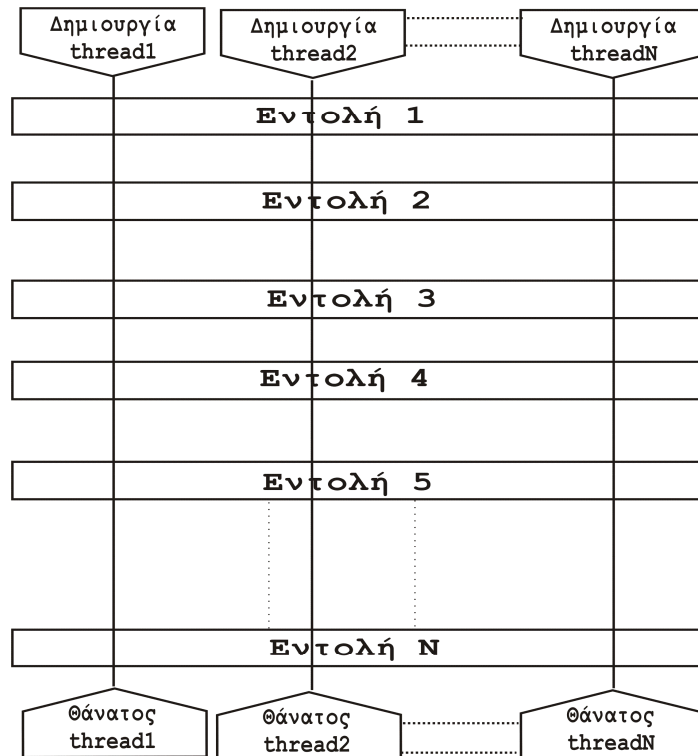 Δημιουργία
thread1
Δημιουργία
thread2
Δημιουργία
threadN
Εντολή 1
Εντολή 2
Εντολή 3
Εντολή 4
Εντολή 5
Εντολή N
Θάνατος
thread1
Θάνατος
thread2
Θάνατος
threadN